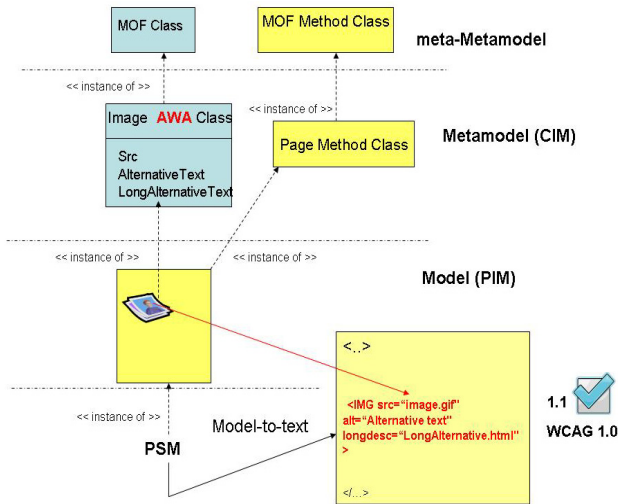 MOF Class
MOF Method Class
meta-Metamodel
<< instance of >>
<< instance of >>
Image AWA Class
Src
AlternativeText
LongAlternativeText
Page Method Class
Metamodel (CIM)
<< instance of >>
<< instance of >>
Model (PIM)
<..>
<IMG src=“image.gif”
alt=“Alternative text”
longdesc=“LongAlternative.html”
>
</...>
1.1
WCAG 1.0
<< instance of >>
Model-to-text
PSM